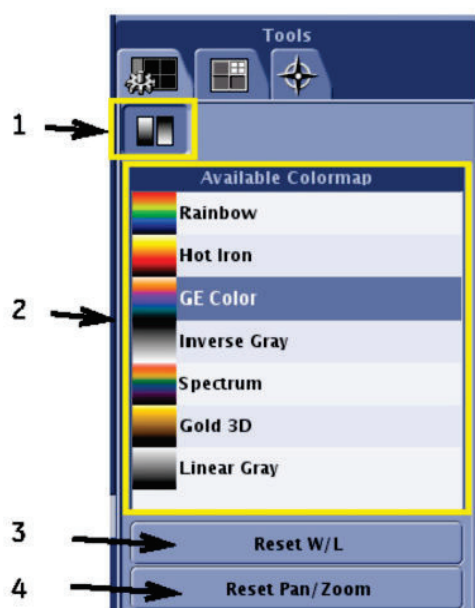 Tools
1
Available Colormap
Rainbow
Hot Iron
2
GE Color
Inverse Gray
Spectrum
Gold 3D
Linear Gray
3
Reset W/L
4
Reset Pan/Zoom